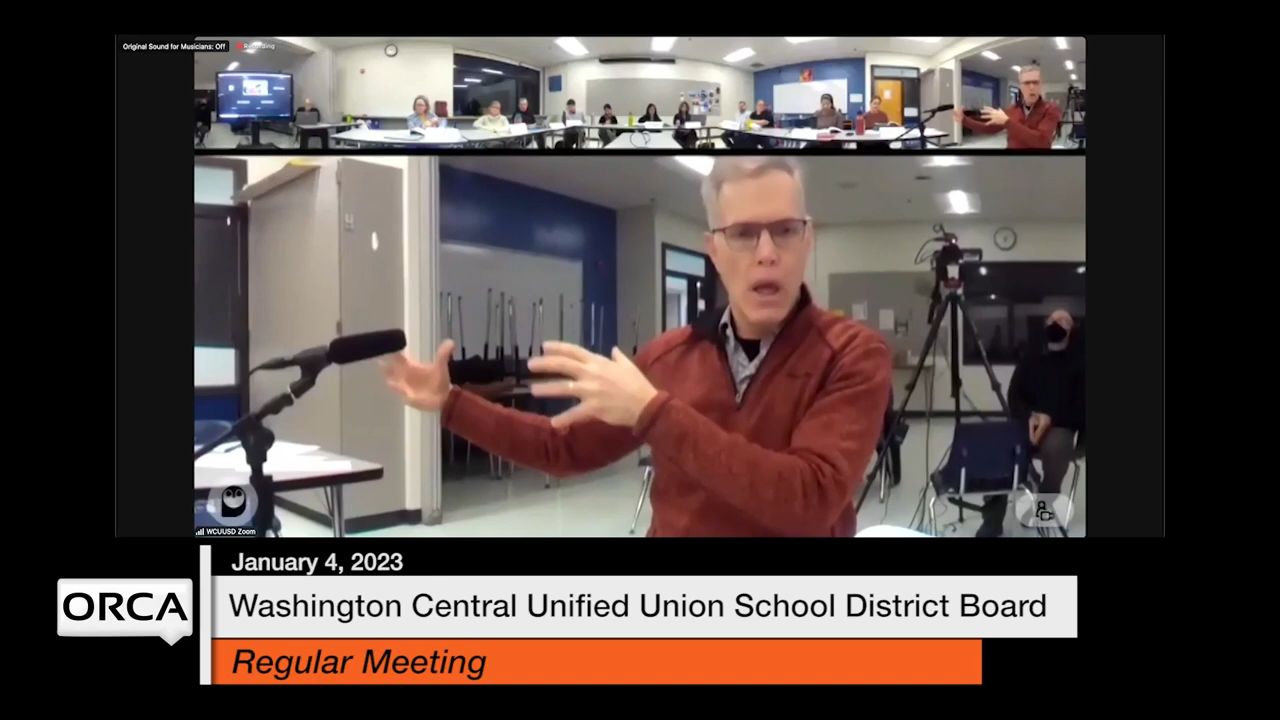 Original Sound for Musicians: Off
Recording
WCUUSD Zoom
January 4, 2023
ORCA
Washington Central Unified Union School District Board
Regular Meeting